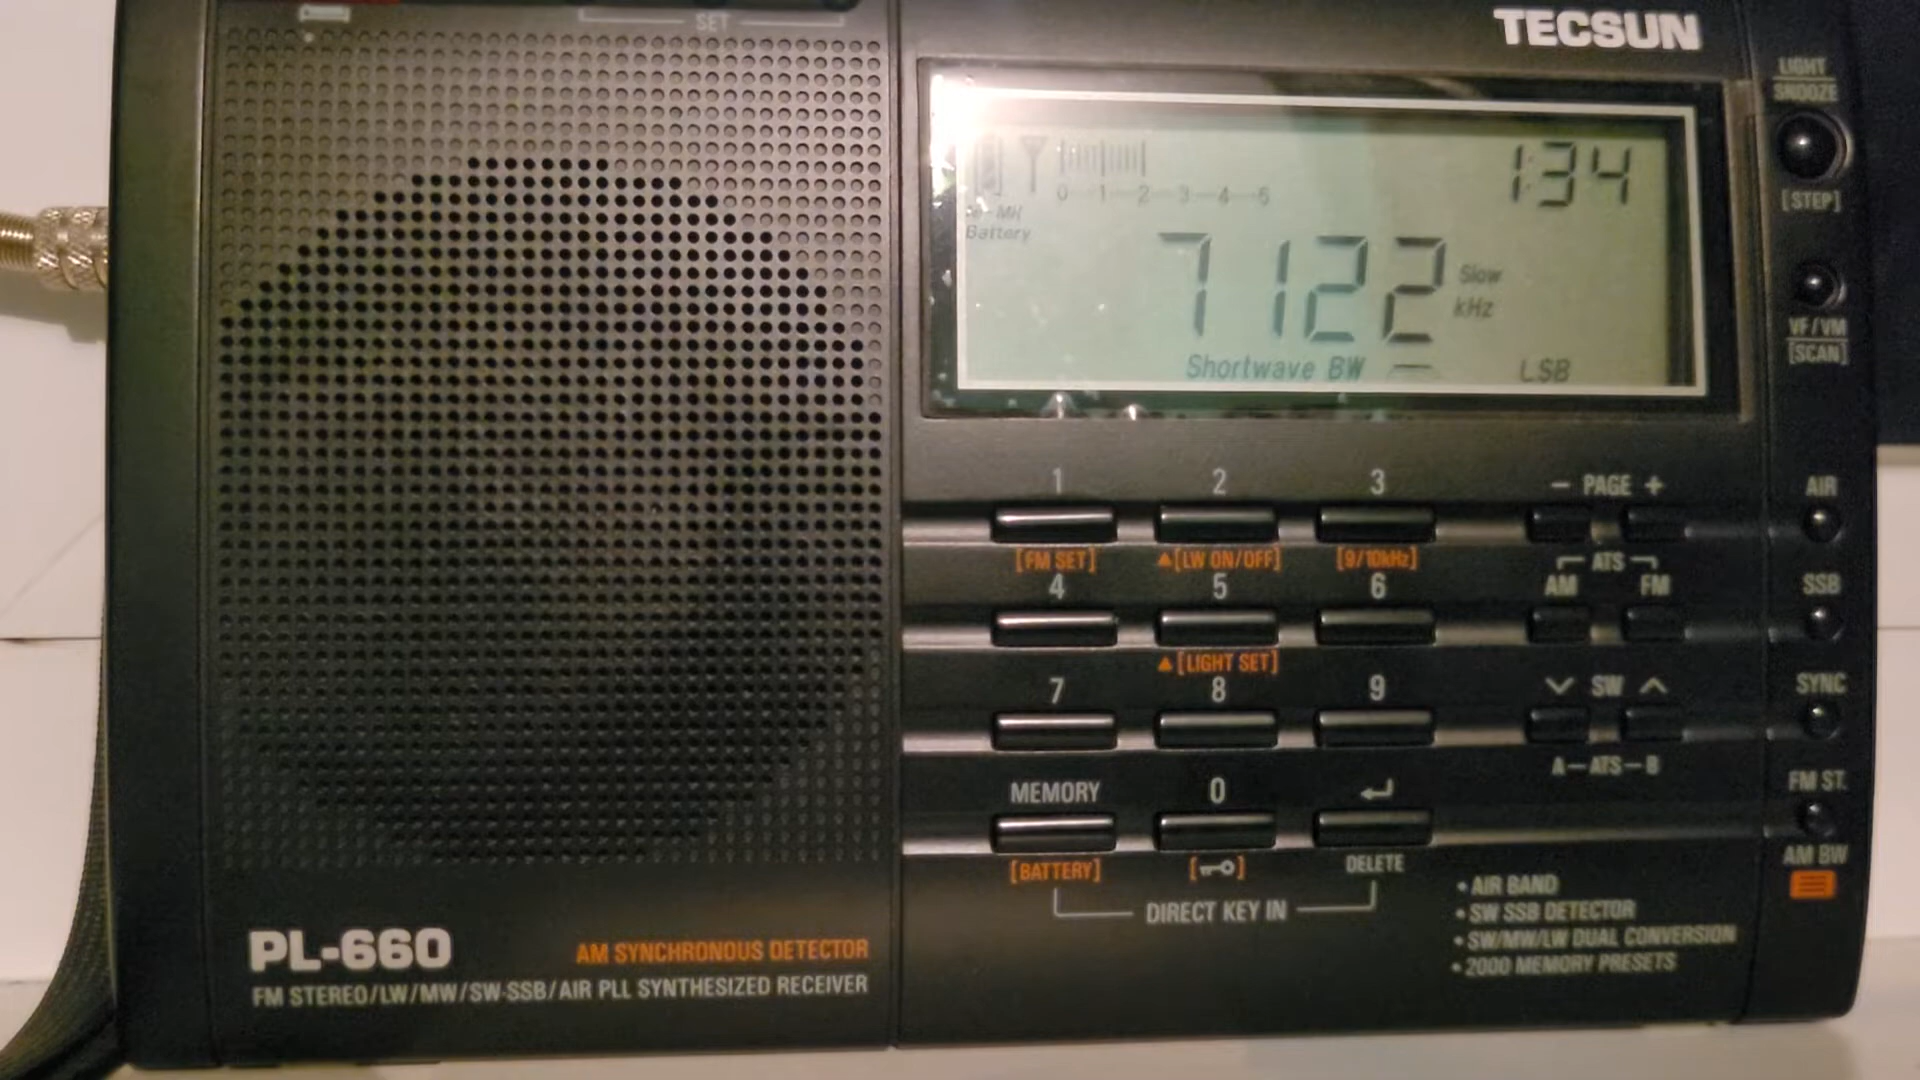 SET
TECSUN
LIGHT
SNOOZE
[STEP]
1:34
0-1-2-3-4-5
Battery
7122
Slow
kHz
Shortwave BW
LSB
VF/VM
[SCAN]
1 2 3 - PAGE + AIR
[FM SET] ▲[LW ON/OFF] [9/10kHz] ATS
4 5 6 AM FM SSB
▲[LIGHT SET]
7 8 9 SW SYNC
A-ATS-B
MEMORY 0 FM ST.
[BATTERY] DELETE AM BW
DIRECT KEY IN
• AIR BAND
• SW SSB DETECTOR
• SW/MW/LW DUAL CONVERSION
• 2000 MEMORY PRESETS
PL-660 AM SYNCHRONOUS DETECTOR
FM STEREO/LW/MW/SW-SSB/AIR PLL SYNTHESIZED RECEIVER